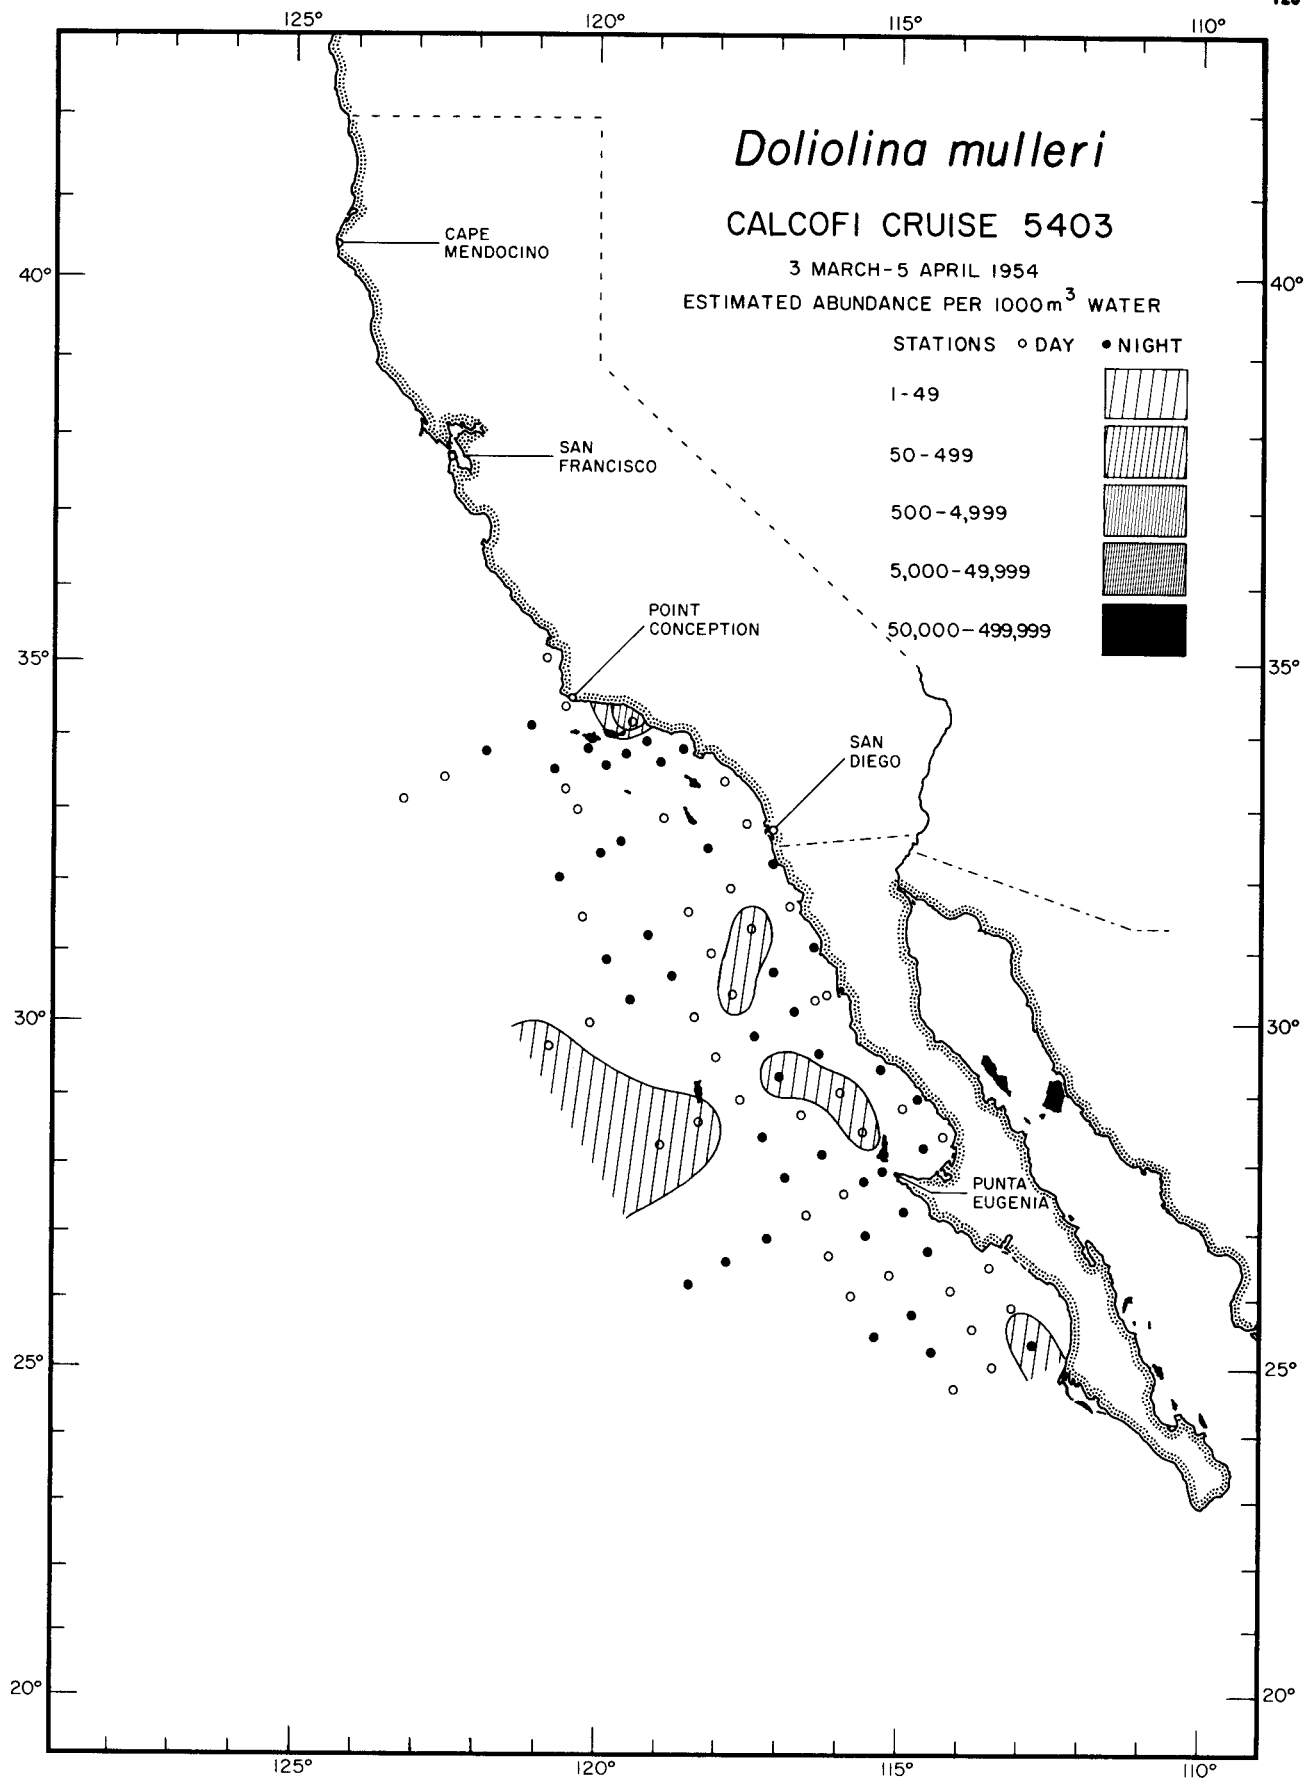 125° 120° 115° 110°
Doliolina mulleri
CALCOFI CRUISE 5403
3 MARCH-5 APRIL 1954
ESTIMATED ABUNDANCE PER 1000m³ WATER
STATIONS ○ DAY ● NIGHT
1-49
50-499
500-4,999
5,000-49,999
50,000-499,999
CAPE
MENDOCINO
40° 40°
SAN
FRANCISCO
POINT
CONCEPTION
35° 35°
SAN
DIEGO
30° 30°
PUNTA
EUGENIA
25° 25°
20° 20°
125° 120° 115° 110°